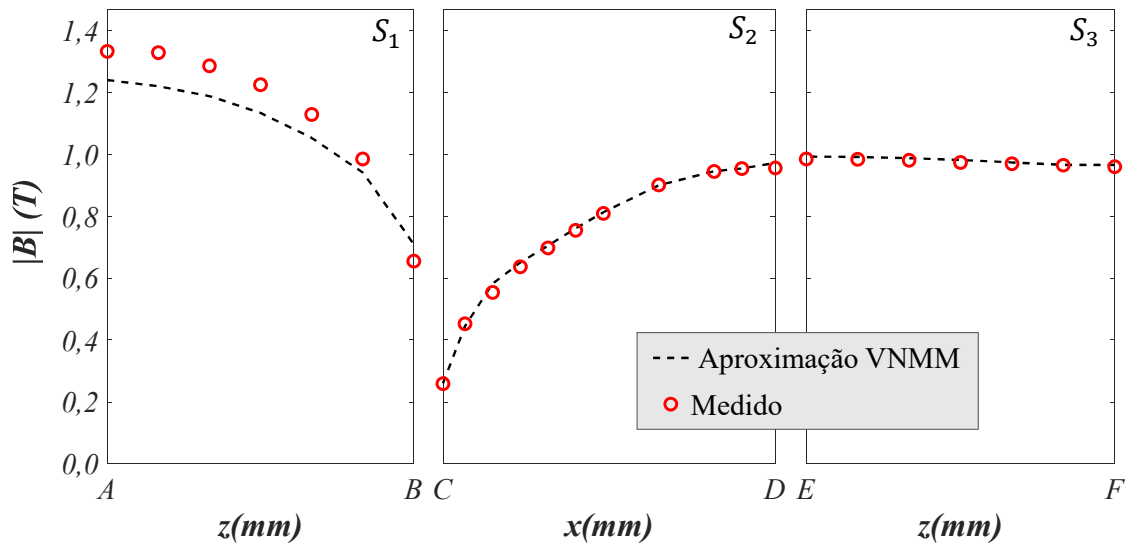 S₁
S₂
S₃
1,4
1,2
1,0
0,8
0,6
0,4
0,2
0,0
|B| (T)
Aproximação VNMM
Medido
A
B
C
D
E
F
z(mm)
x(mm)
z(mm)